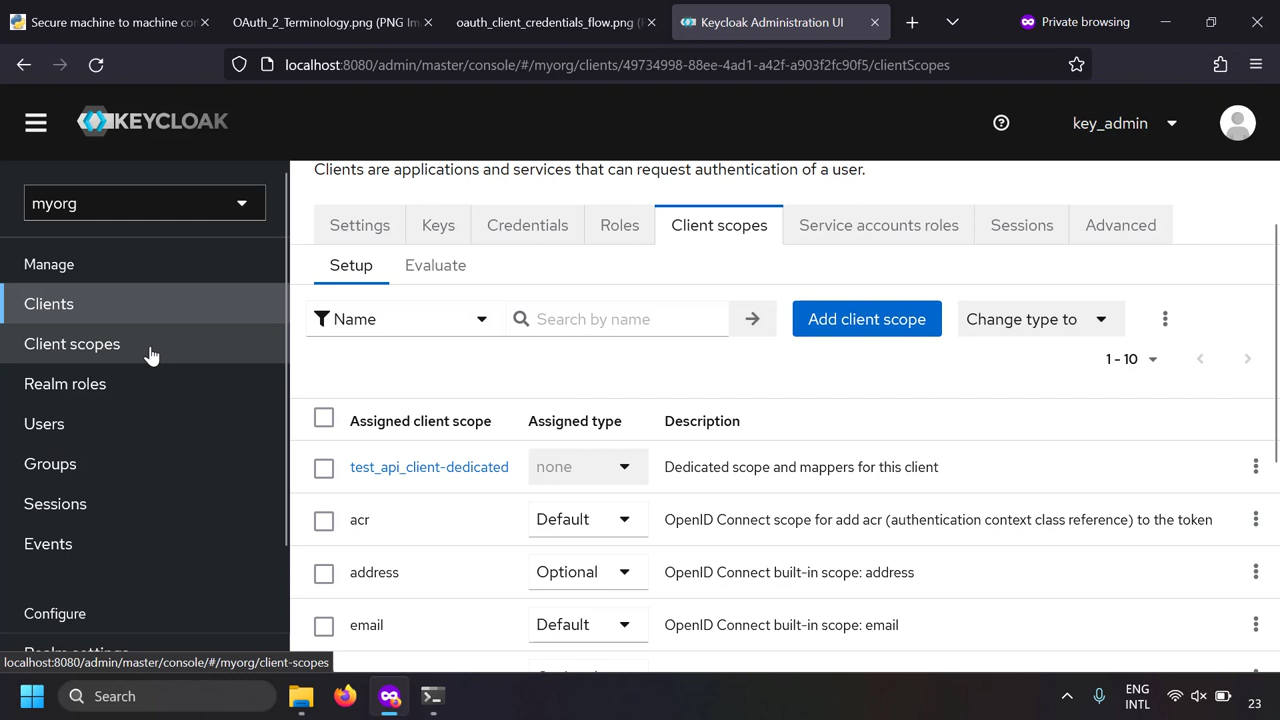 Secure machine to machine con
OAuth_2_Terminology.png (PNG Im
oauth_client_credentials_flow.png (
Keycloak Administration UI
Private browsing
localhost:8080/admin/master/console/#/myorg/clients/49734998-88ee-4ad1-a42f-a903f2fc90f5/clientScopes
KEYCLOAK
key_admin
myorg
Manage
Clients
Client scopes
Realm roles
Users
Groups
Sessions
Events
Configure
Realm settings
localhost:8080/admin/master/console/#/myorg/client-scopes
Clients are applications and services that can request authentication of a user.
Settings Keys Credentials Roles Client scopes Service accounts roles Sessions Advanced
Setup Evaluate
Name Search by name Add client scope Change type to
1 - 10
Assigned client scope Assigned type Description
test_api_client-dedicated none Dedicated scope and mappers for this client
acr Default OpenID Connect scope for add acr (authentication context class reference) to the token
address Optional OpenID Connect built-in scope: address
email Default OpenID Connect built-in scope: email
Search
ENG
INTL
23